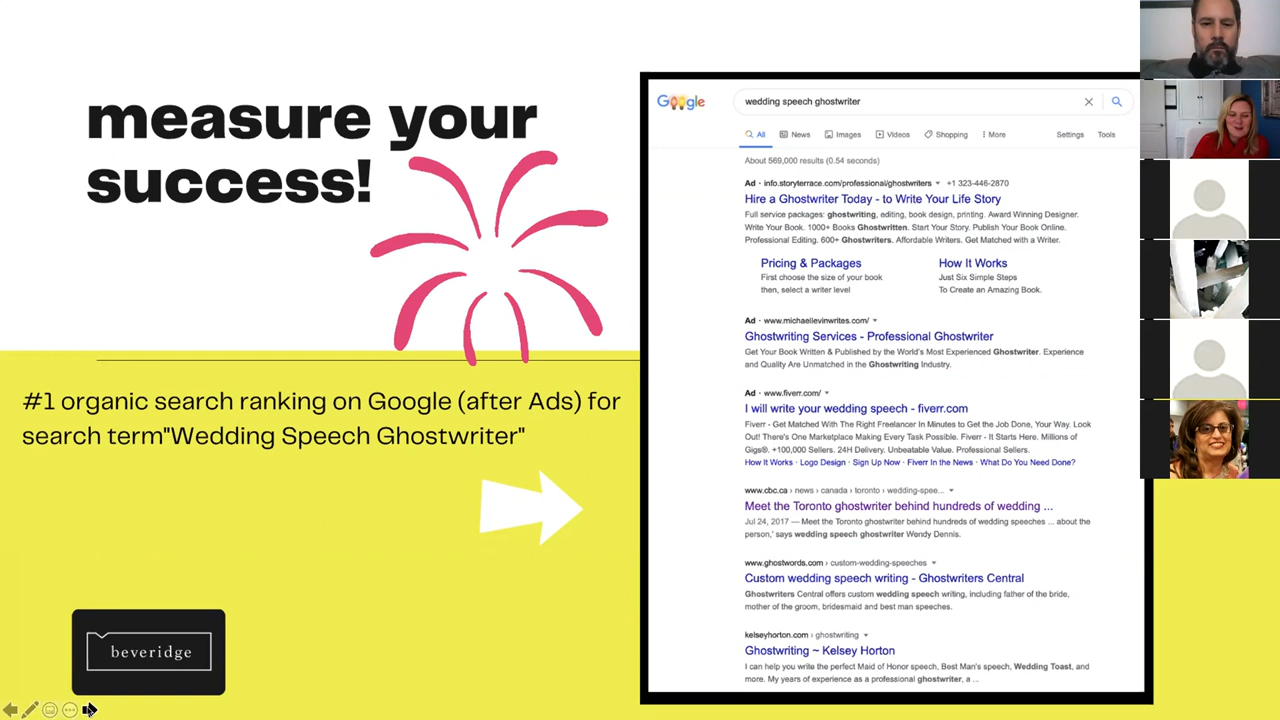 measure your
success!
#1 organic search ranking on Google (after Ads) for
search term"Wedding Speech Ghostwriter"
beveridge
Google
wedding speech ghostwriter
All News Images Videos Shopping More Settings Tools
About 569,000 results (0.54 seconds)
Ad · info.storyterrace.com/professional/ghostwriters +1 323-446-2870
Hire a Ghostwriter Today - to Write Your Life Story
Full service packages: ghostwriting, editing, book design, printing. Award Winning Designer.
Write Your Book. 1000+ Books Ghostwritten. Start Your Story. Publish Your Book Online.
Professional Editing. 600+ Ghostwriters. Affordable Writers. Get Matched with a Writer.
Pricing & Packages How It Works
First choose the size of your book Just Six Simple Steps
then, select a writer level To Create an Amazing Book.
Ad · www.michaellevinwrites.com/
Ghostwriting Services - Professional Ghostwriter
Get Your Book Written & Published by the World's Most Experienced Ghostwriter. Experience
and Quality Are Unmatched in the Ghostwriting Industry.
Ad · www.fiverr.com/
I will write your wedding speech - fiverr.com
Fiverr - Get Matched With The Right Freelancer In Minutes to Get the Job Done, Your Way. Look
Out! There's One Marketplace Making Every Task Possible. Fiverr - It Starts Here. Millions of
Gigs®. +100,000 Sellers. 24H Delivery. Unbeatable Value. Professional Sellers.
How It Works · Logo Design · Sign Up Now · Fiverr In the News · What Do You Need Done?
www.cbc.ca › news › canada › toronto › wedding-spee...
Meet the Toronto ghostwriter behind hundreds of wedding ...
Jul 24, 2017 — Meet the Toronto ghostwriter behind hundreds of wedding speeches ... about the
person,' says wedding speech ghostwriter Wendy Dennis.
www.ghostwords.com › custom-wedding-speeches
Custom wedding speech writing - Ghostwriters Central
Ghostwriters Central offers custom wedding speech writing, including father of the bride,
mother of the groom, bridesmaid and best man speeches.
kelseyhorton.com › ghostwriting
Ghostwriting ~ Kelsey Horton
I can help you write the perfect Maid of Honor speech, Best Man's speech, Wedding Toast, and
more. My years of experience as a professional ghostwriter, a ...